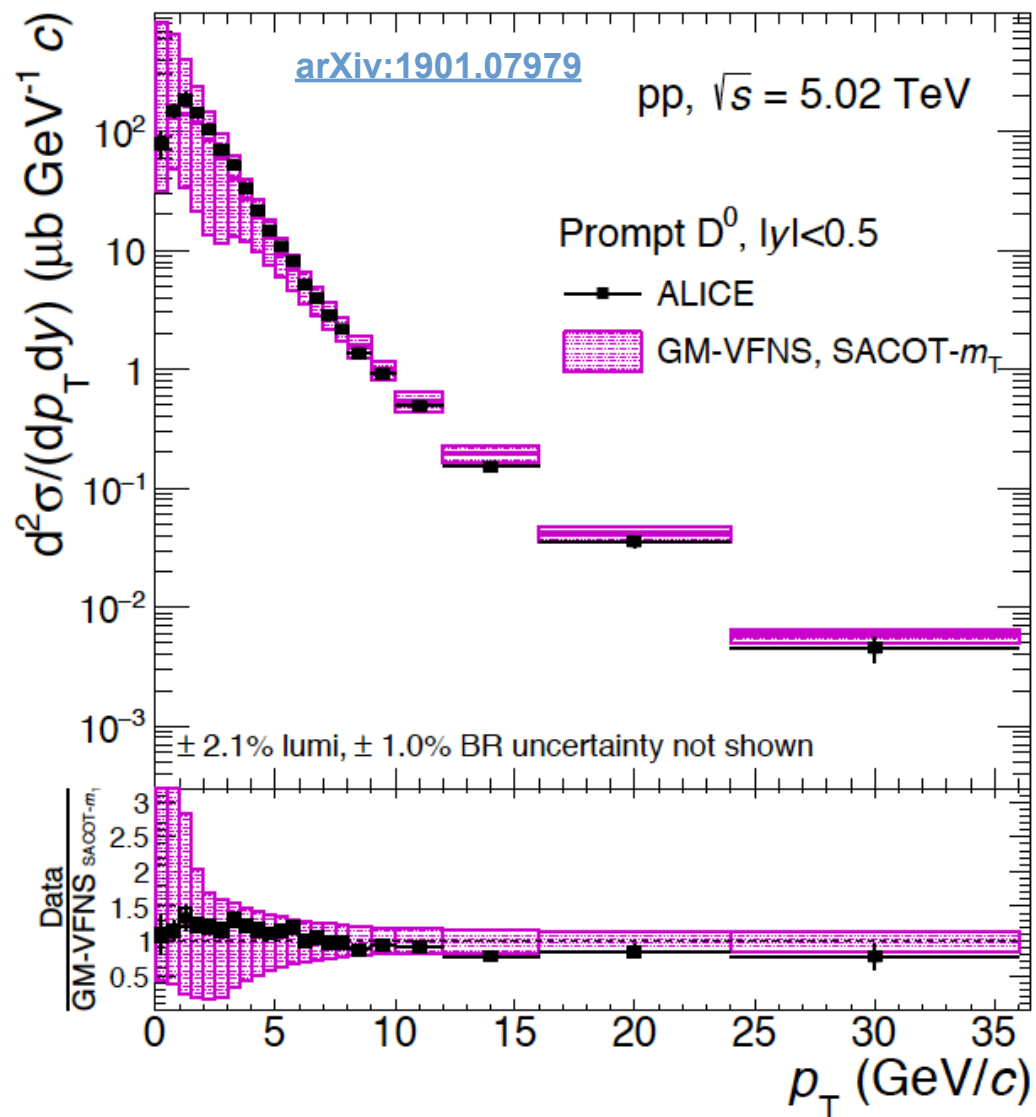 arXiv:1901.07979
pp, √s = 5.02 TeV
d²σ/(dp_T dy) (μb GeV⁻¹ c)
10²
10
1
10⁻¹
10⁻²
10⁻³
Prompt D⁰, |y|<0.5
ALICE
GM-VFNS, SACOT-m_T
± 2.1% lumi, ± 1.0% BR uncertainty not shown
Data
GM-VFNS SACOT-m_T
3
2.5
2
1.5
1
0.5
0 5 10 15 20 25 30 35
p_T (GeV/c)